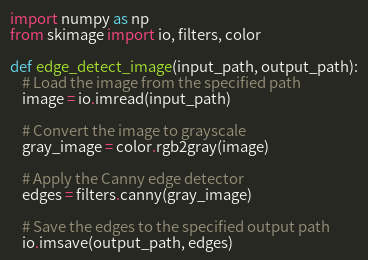 import numpy as np
from skimage import io, filters, color

def edge_detect_image(input_path, output_path):
    # Load the image from the specified path
    image = io.imread(input_path)

    # Convert the image to grayscale
    gray_image = color.rgb2gray(image)

    # Apply the Canny edge detector
    edges = filters.canny(gray_image)

    # Save the edges to the specified output path
    io.imsave(output_path, edges)